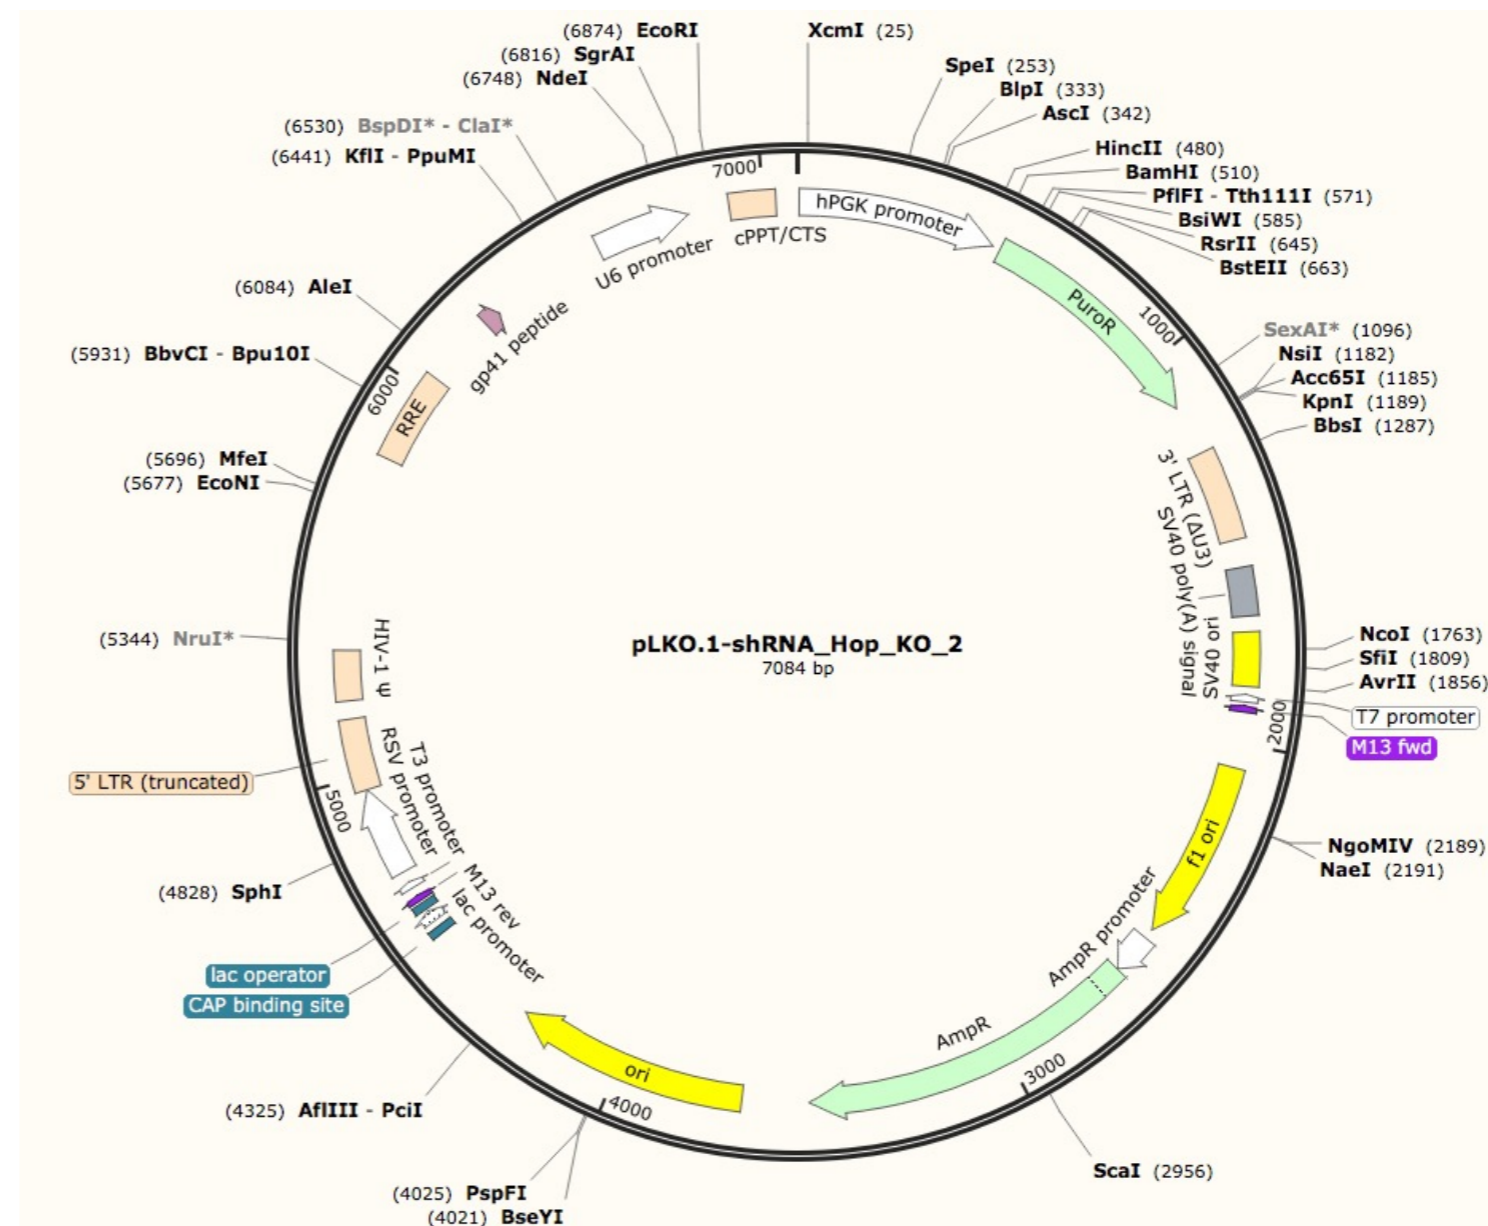 (6874) EcoRI
(6816) SgrAI
(6748) NdeI
(6530) BspDI* - ClaI*
(6441) KflI - PpuMI
(6084) AleI
(5931) BbvCI - Bpu10I
(5696) MfeI
(5677) EcoNI
(5344) NruI*
5' LTR (truncated)
(4828) SphI
lac operator
CAP binding site
(4325) AflIII - PciI
(4025) PspFI
(4021) BseYI
XcmI (25)
SpeI (253)
BlpI (333)
AscI (342)
HincII (480)
BamHI (510)
PflFI - Tth111I (571)
BsiWI (585)
RsrII (645)
BstEII (663)
SexAI* (1096)
NsiI (1182)
Acc65I (1185)
KpnI (1189)
BbsI (1287)
NcoI (1763)
SfiI (1809)
AvrII (1856)
T7 promoter
M13 fwd
NgoMIV (2189)
NaeI (2191)
ScaI (2956)
7000
1000
2000
3000
4000
5000
6000
hPGK promoter
PuroR
3' LTR (ΔU3)
SV40 poly(A) signal
SV40 ori
f1 ori
AmpR promoter
AmpR
ori
lac promoter
M13 rev
T3 promoter
RSV promoter
HIV-1 Ψ
RRE
gp41 peptide
U6 promoter
cPPT/CTS
pLKO.1-shRNA_Hop_KO_2
7084 bp